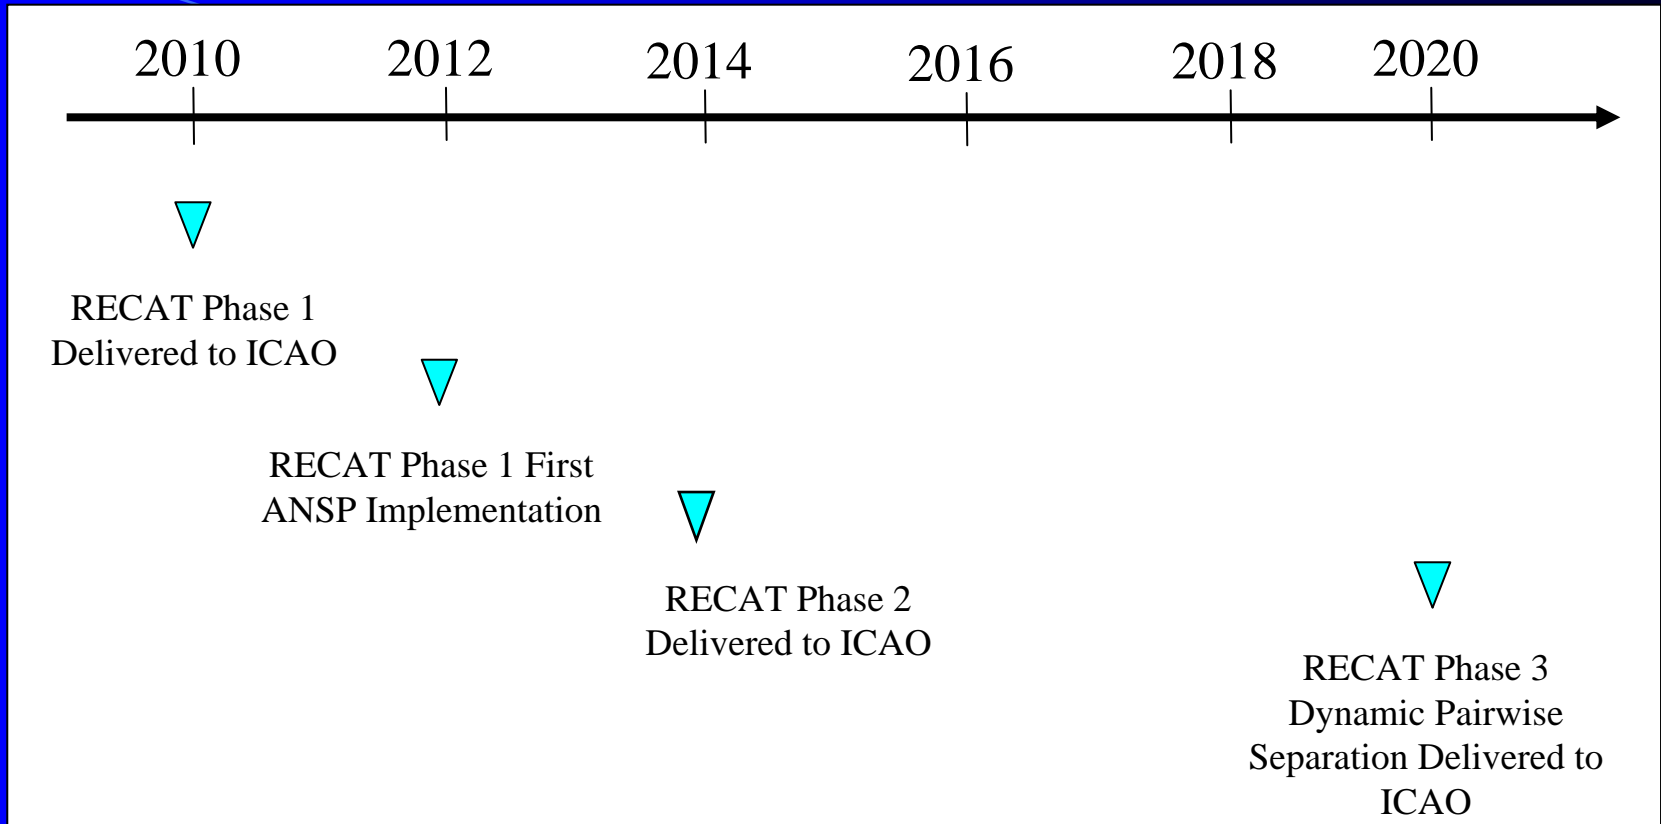 2010 2012 2014 2016 2018 2020
RECAT Phase 1
Delivered to ICAO
RECAT Phase 1 First
ANSP Implementation
RECAT Phase 2
Delivered to ICAO
RECAT Phase 3
Dynamic Pairwise
Separation Delivered to
ICAO